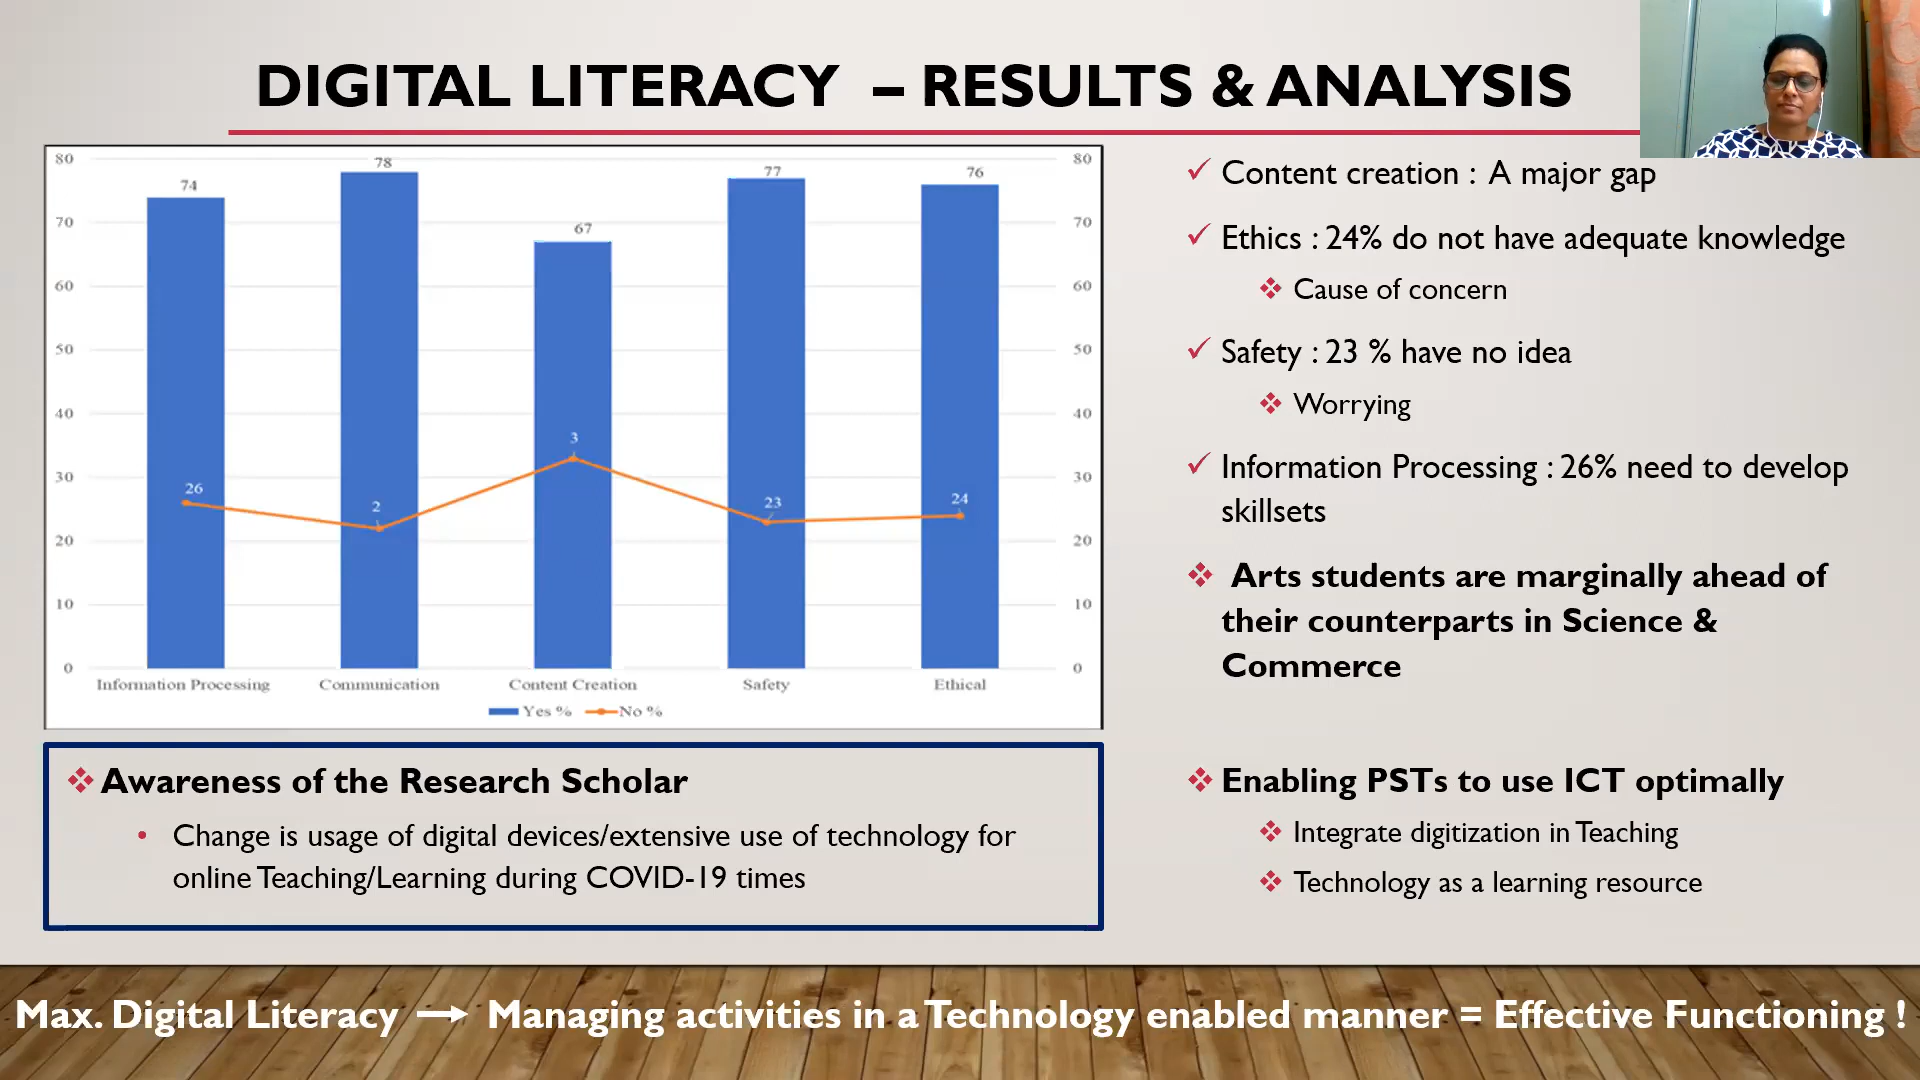 DIGITAL LITERACY – RESULTS & ANALYSIS
80
70
60
50
40
30
20
10
0
74
78
67
77
76
26
2
3
23
24
80
70
60
50
40
30
20
10
0
Information Processing
Communication
Content Creation
Safety
Ethical
Yes %
No %
Content creation : A major gap
Ethics : 24% do not have adequate knowledge
Cause of concern
Safety : 23 % have no idea
Worrying
Information Processing : 26% need to develop
skillsets
Arts students are marginally ahead of
their counterparts in Science &
Commerce
Awareness of the Research Scholar
Change is usage of digital devices/extensive use of technology for
online Teaching/Learning during COVID-19 times
Enabling PSTs to use ICT optimally
Integrate digitization in Teaching
Technology as a learning resource
Max. Digital Literacy → Managing activities in a Technology enabled manner = Effective Functioning !